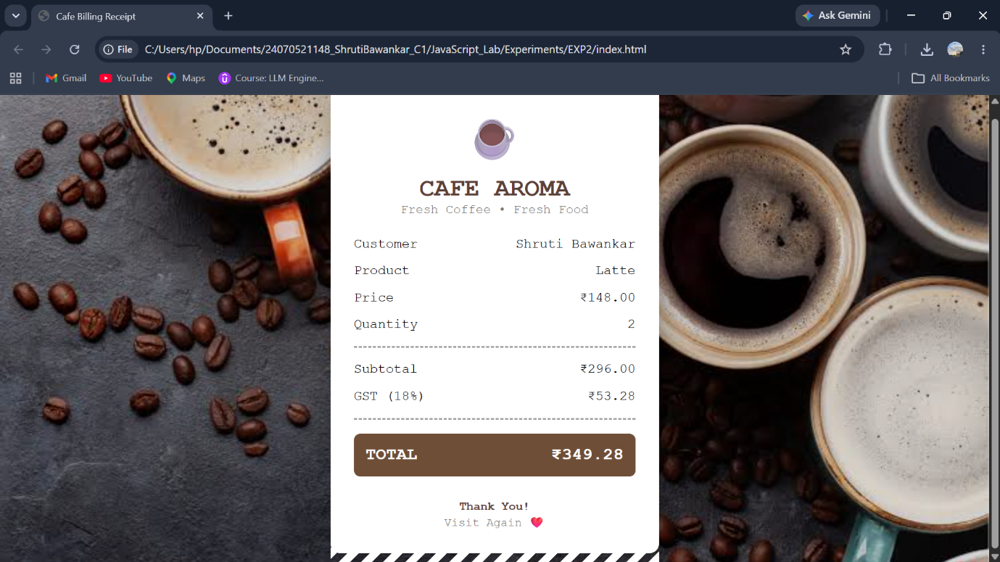 Cafe Billing Receipt
Ask Gemini
File C:/Users/hp/Documents/24070521148_ShrutiBawankar_C1/JavaScript_Lab/Experiments/EXP2/index.html
Gmail YouTube Maps Course: LLM Engine... All Bookmarks
CAFE AROMA
Fresh Coffee • Fresh Food
Customer Shruti Bawankar
Product Latte
Price ₹148.00
Quantity 2
Subtotal ₹296.00
GST (18%) ₹53.28
TOTAL ₹349.28
Thank You!
Visit Again ❤️